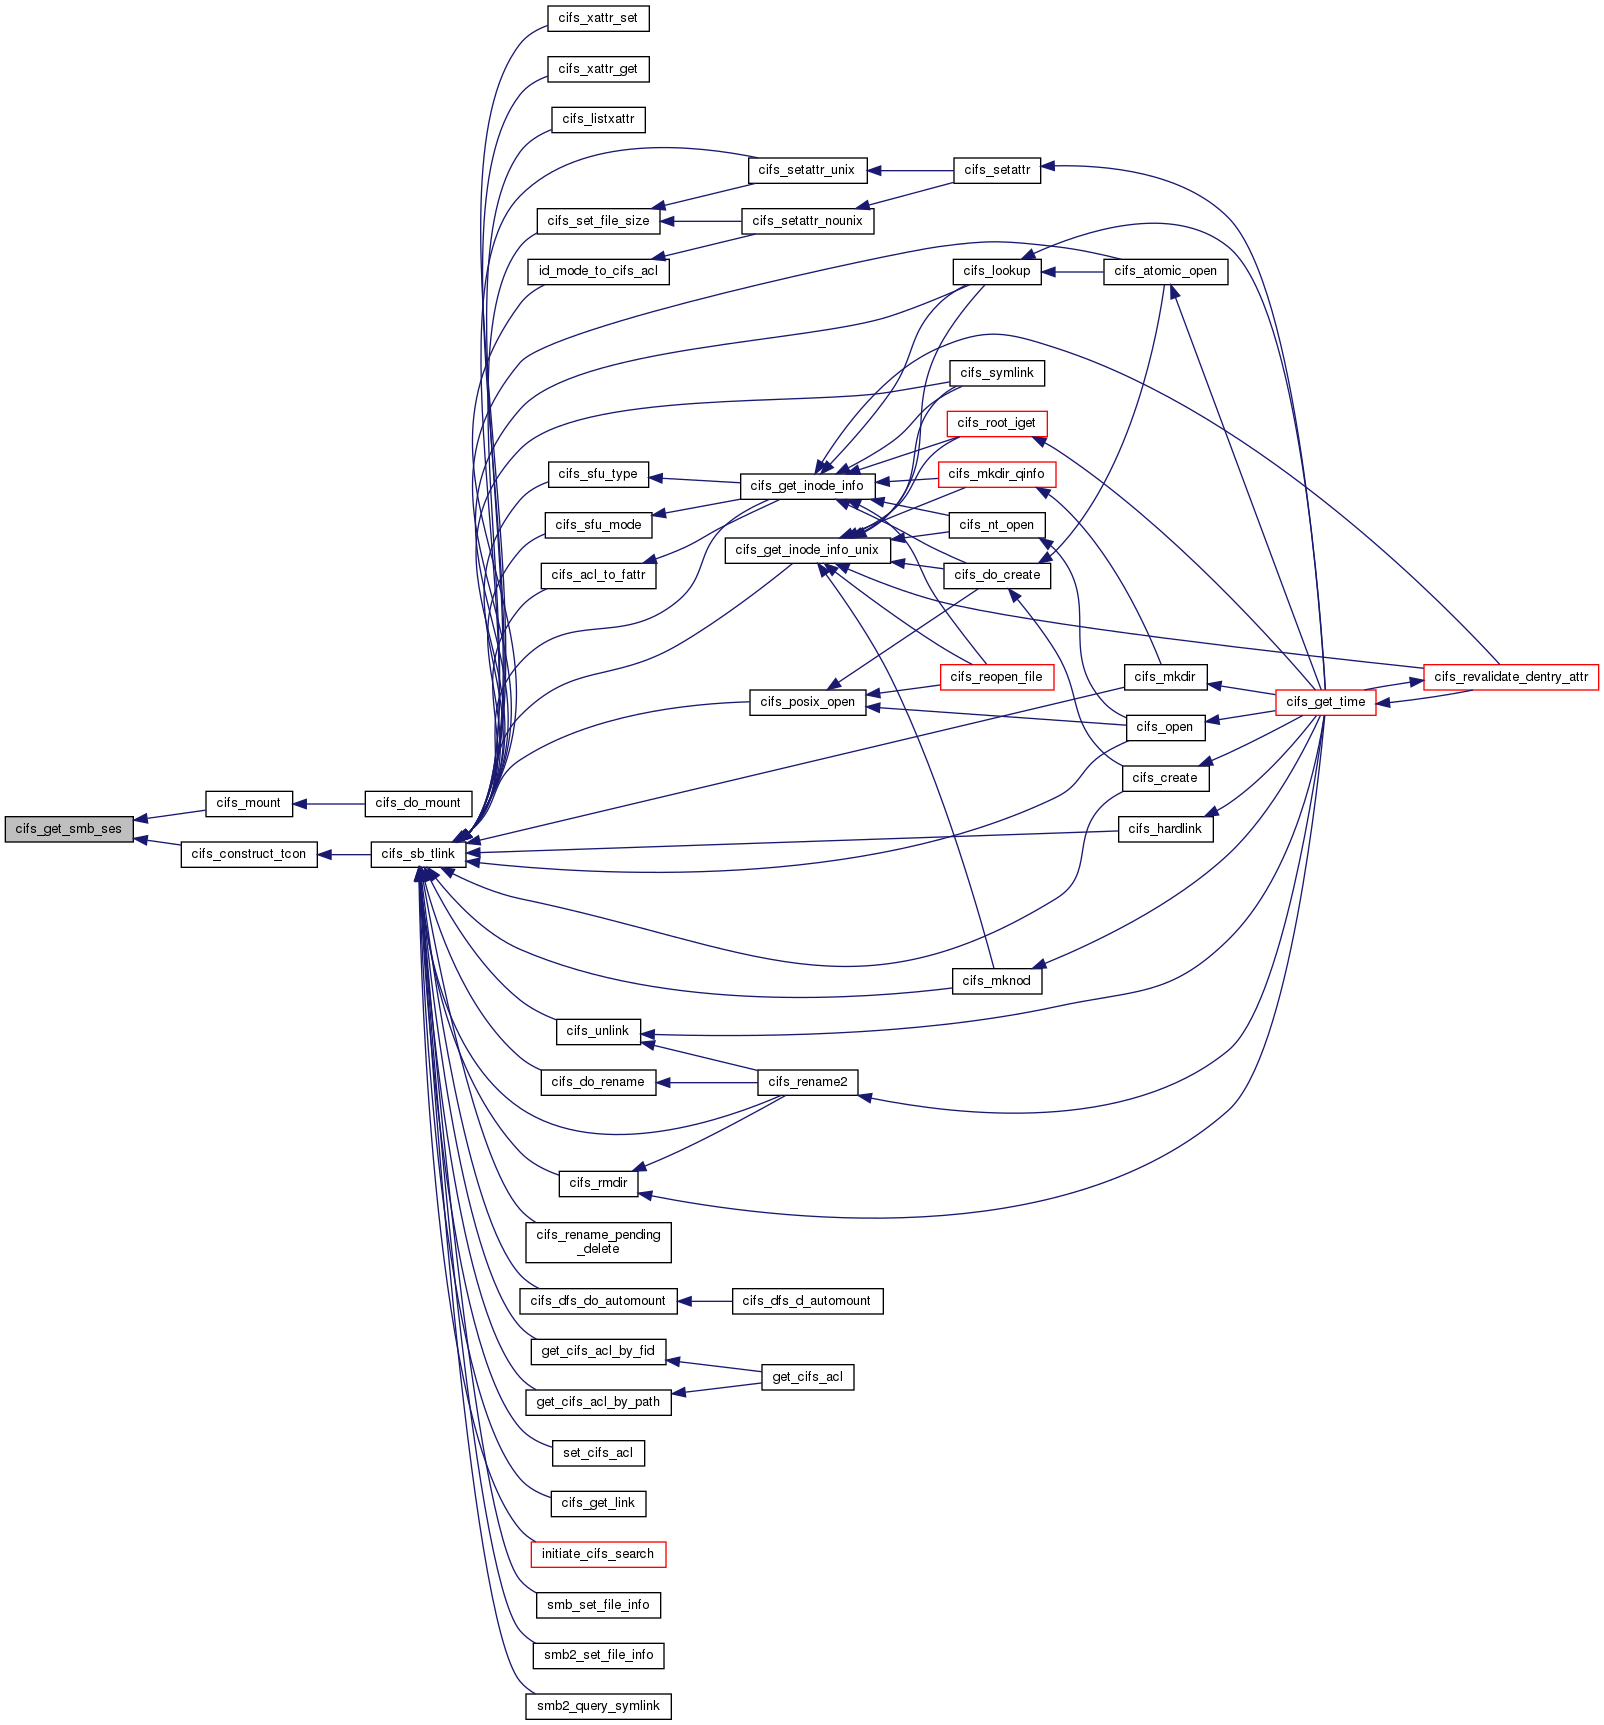 cifs_xattr_set
cifs_xattr_get
cifs_listxattr
cifs_setattr_unix
cifs_setattr
cifs_set_file_size
cifs_setattr_nounix
id_mode_to_cifs_acl
cifs_lookup
cifs_atomic_open
cifs_symlink
cifs_root_iget
cifs_sfu_type
cifs_get_inode_info
cifs_mkdir_qinfo
cifs_sfu_mode
cifs_nt_open
cifs_get_inode_info_unix
cifs_acl_to_fattr
cifs_do_create
cifs_reopen_file
cifs_mkdir
cifs_revalidate_dentry_attr
cifs_posix_open
cifs_get_time
cifs_open
cifs_create
cifs_mount
cifs_do_mount
cifs_get_smb_ses
cifs_hardlink
cifs_construct_tcon
cifs_sb_tlink
cifs_mknod
cifs_unlink
cifs_do_rename
cifs_rename2
cifs_rmdir
cifs_rename_pending
_delete
cifs_dfs_do_automount
cifs_dfs_d_automount
get_cifs_acl_by_fid
get_cifs_acl
get_cifs_acl_by_path
set_cifs_acl
cifs_get_link
initiate_cifs_search
smb_set_file_info
smb2_set_file_info
smb2_query_symlink